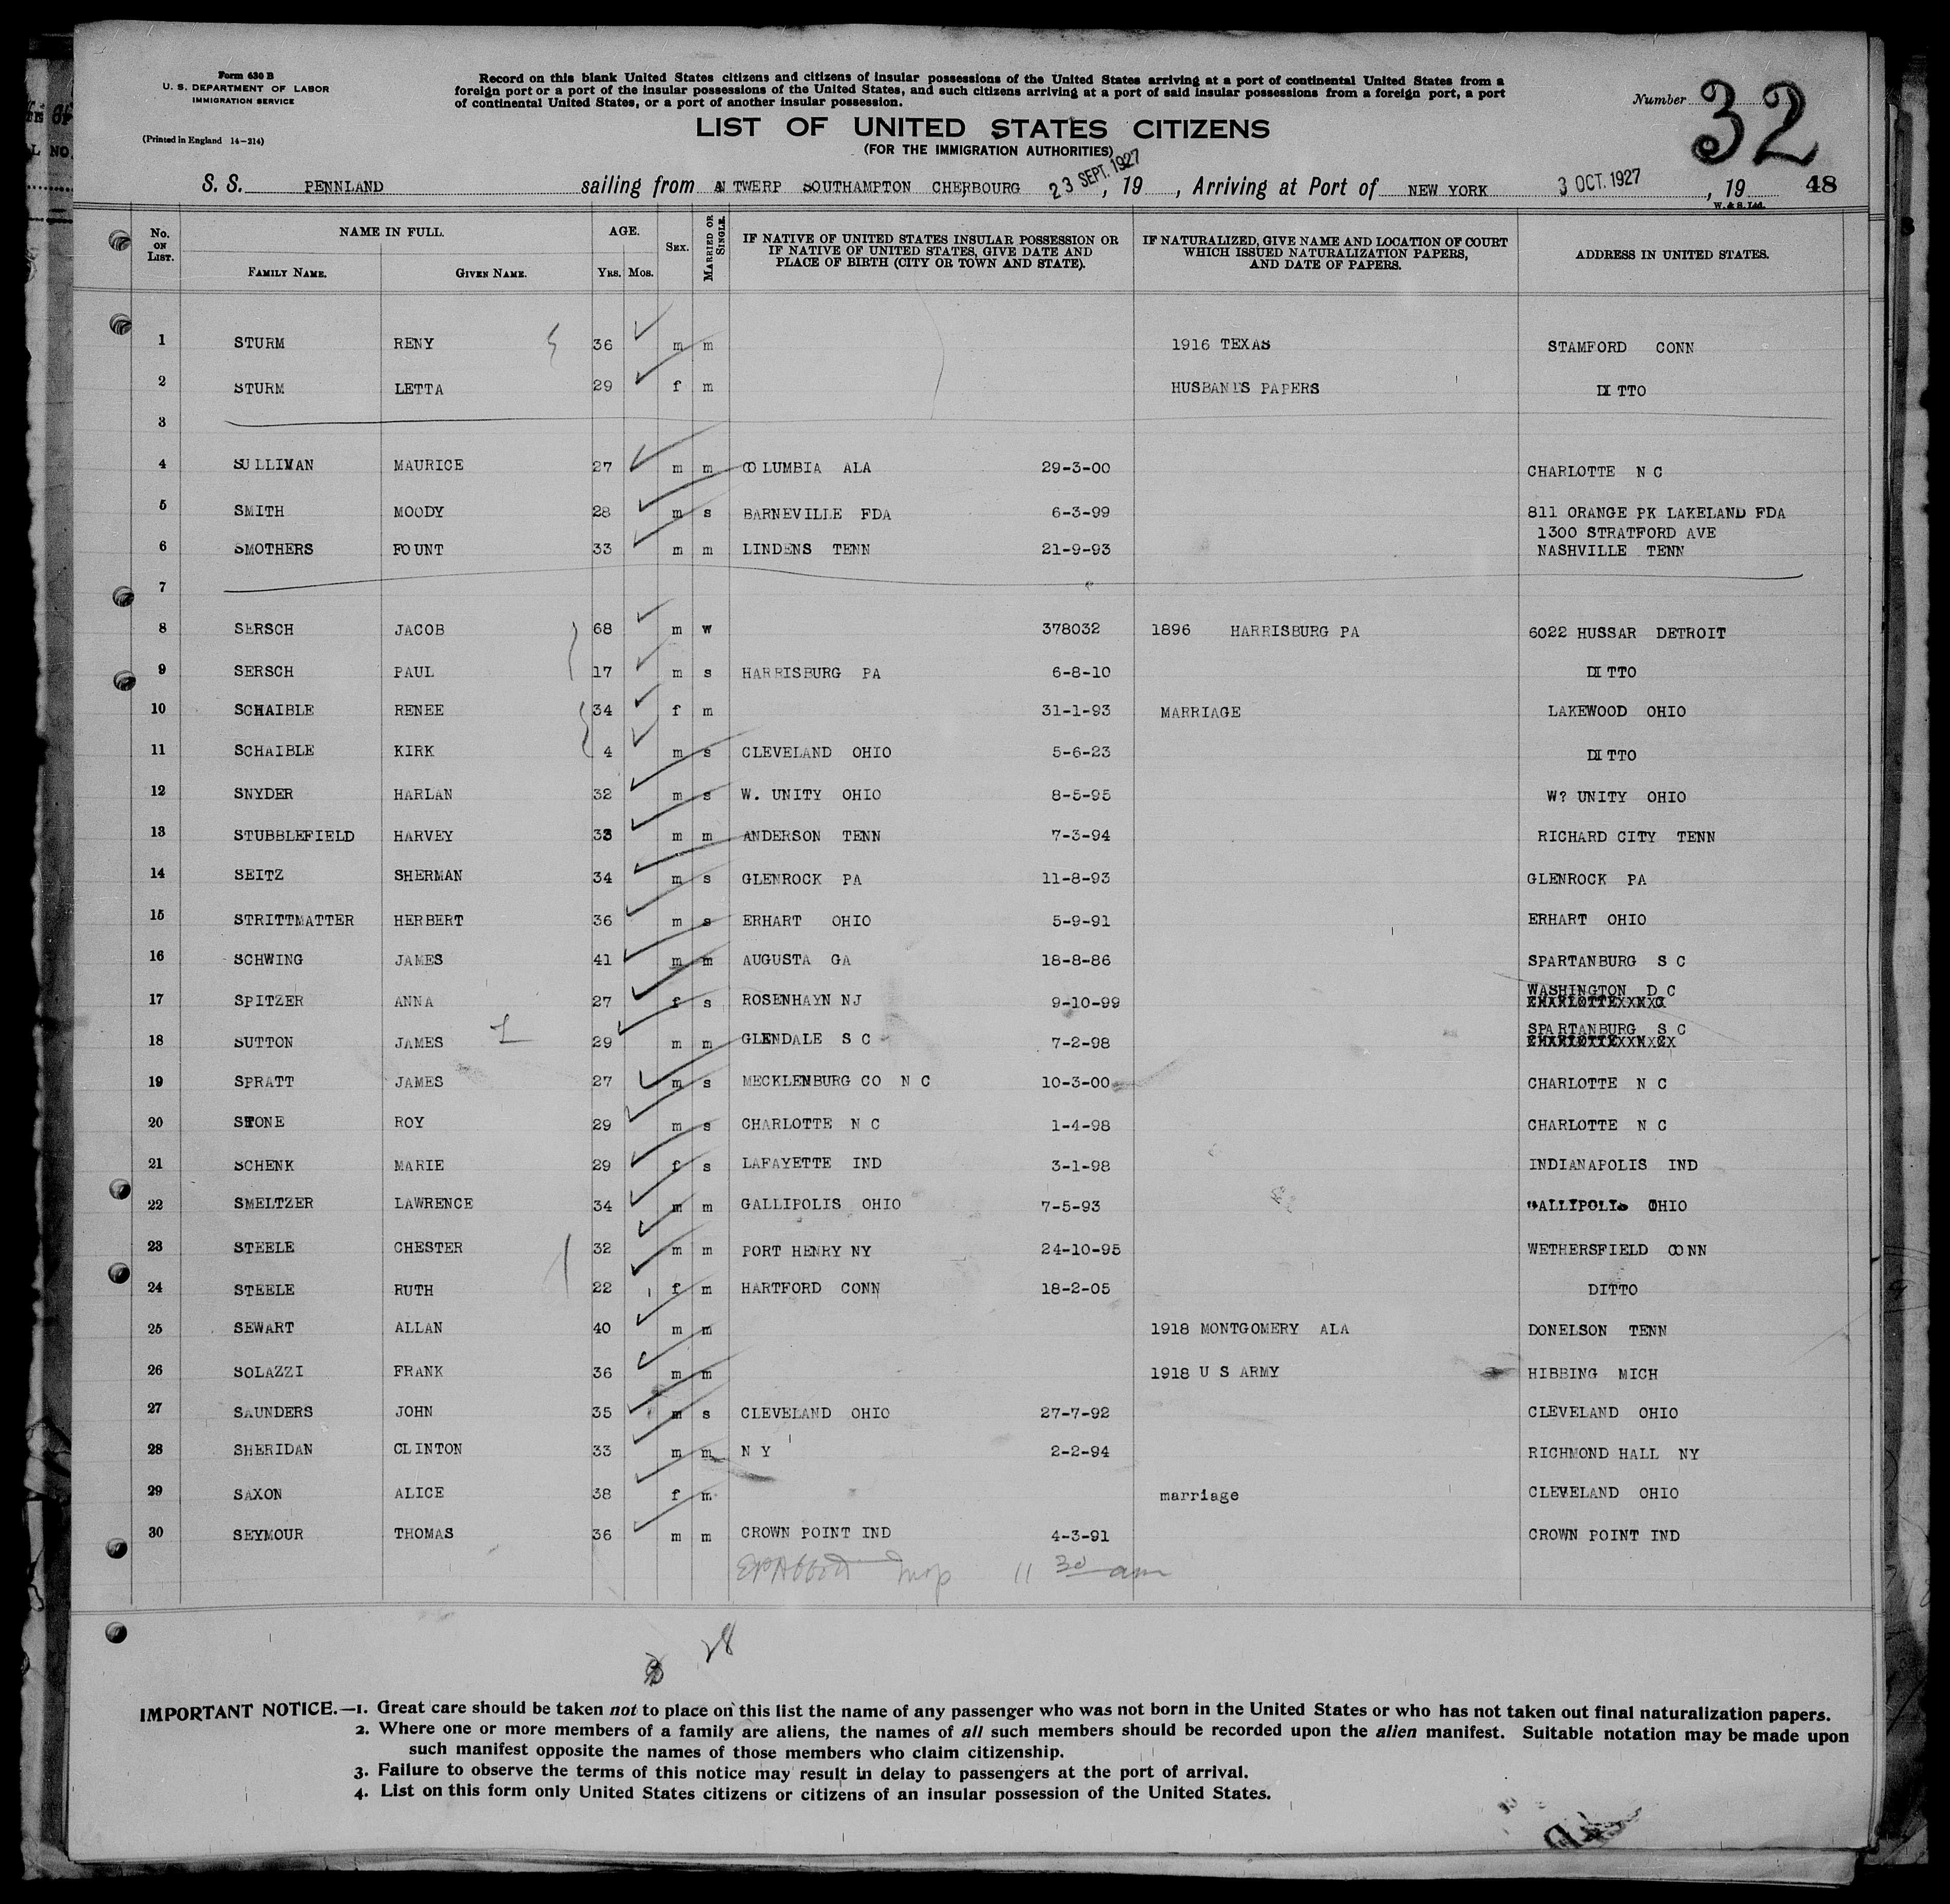 Form 630 B
U. S. DEPARTMENT OF LABOR
IMMIGRATION SERVICE
(Printed in England 14—214)
Record on this blank United States citizens and citizens of insular possessions of the United States arriving at a port of continental United States from a
foreign port or a port of the insular possessions of the United States, and such citizens arriving at a port of said insular possessions from a foreign port, a port
of continental United States, or a port of another insular possession.
Number 32
LIST OF UNITED STATES CITIZENS
(FOR THE IMMIGRATION AUTHORITIES)
S. S. PENNLAND sailing from ANTWERP SOUTHAMPTON CHERBOURG 23 SEPT. 1927, 19 , Arriving at Port of NEW YORK 3 OCT. 1927, 19 48
W. & S. Ltd.
No. ON LIST. NAME IN FULL. FAMILY NAME. GIVEN NAME. AGE. YRS. MOS. SEX. MARRIED OR SINGLE. IF NATIVE OF UNITED STATES INSULAR POSSESSION OR IF NATIVE OF UNITED STATES, GIVE DATE AND PLACE OF BIRTH (CITY OR TOWN AND STATE). IF NATURALIZED, GIVE NAME AND LOCATION OF COURT WHICH ISSUED NATURALIZATION PAPERS, AND DATE OF PAPERS. ADDRESS IN UNITED STATES.
1 STURM RENY 36 m m 1916 TEXAS STAMFORD CONN
2 STURM LETTA 29 f m HUSBANDS PAPERS DITTO
3
4 SULLIVAN MAURICE 27 m m COLUMBIA ALA 29-3-00 CHARLOTTE N C
5 SMITH MOODY 28 m s BARNEVILLE FDA 6-3-99 811 ORANGE PK LAKELAND FDA
6 SMOTHERS FOUNT 33 m m LINDENS TENN 21-9-93 1300 STRATFORD AVE
NASHVILLE TENN
7
8 SERSCH JACOB 68 m w 378032 1896 HARRISBURG PA 6022 HUSSAR DETROIT
9 SERSCH PAUL 17 m s HARRISBURG PA 6-8-10 DITTO
10 SCHAIBLE RENEE 34 f m 31-1-93 MARRIAGE LAKEWOOD OHIO
11 SCHAIBLE KIRK 4 m s CLEVELAND OHIO 5-6-23 DITTO
12 SNYDER HARLAN 32 m s W. UNITY OHIO 8-5-95 W? UNITY OHIO
13 STUBBLEFIELD HARVEY 33 m m ANDERSON TENN 7-3-94 RICHARD CITY TENN
14 SEITZ SHERMAN 34 m s GLENROCK PA 11-8-93 GLENROCK PA
15 STRITTMATTER HERBERT 36 m s ERHART OHIO 5-9-91 ERHART OHIO
16 SCHWING JAMES 41 m m AUGUSTA GA 18-8-86 SPARTANBURG S C
17 SPITZER ANNA 27 f s ROSENHAYN NJ 9-10-99 WASHINGTON D C
18 SUTTON JAMES 29 m m GLENDALE S C 7-2-98 SPARTANBURG S C
19 SPRATT JAMES 27 m s MECKLENBURG CO N C 10-3-00 CHARLOTTE N C
20 STONE ROY 29 m s CHARLOTTE N C 1-4-98 CHARLOTTE N C
21 SCHENK MARIE 29 f s LAFAYETTE IND 3-1-98 INDIANAPOLIS IND
22 SMELTZER LAWRENCE 34 m m GALLIPOLIS OHIO 7-5-93 GALLIPOLIS OHIO
23 STEELE CHESTER 32 m m PORT HENRY NY 24-10-95 WETHERSFIELD CONN
24 STEELE RUTH 22 f m HARTFORD CONN 18-2-05 DITTO
25 SEWART ALLAN 40 m m 1918 MONTGOMERY ALA DONELSON TENN
26 SOLAZZI FRANK 36 m m 1918 U S ARMY HIBBING MICH
27 SAUNDERS JOHN 35 m s CLEVELAND OHIO 27-7-92 CLEVELAND OHIO
28 SHERIDAN CLINTON 33 m m N Y 2-2-94 RICHMOND HALL NY
29 SAXON ALICE 38 f m marriage CLEVELAND OHIO
30 SEYMOUR THOMAS 36 m m CROWN POINT IND 4-3-91 CROWN POINT IND
11 30 am
28
IMPORTANT NOTICE.—1. Great care should be taken not to place on this list the name of any passenger who was not born in the United States or who has not taken out final naturalization papers.
2. Where one or more members of a family are aliens, the names of all such members should be recorded upon the alien manifest. Suitable notation may be made upon
such manifest opposite the names of those members who claim citizenship.
3. Failure to observe the terms of this notice may result in delay to passengers at the port of arrival.
4. List on this form only United States citizens or citizens of an insular possession of the United States.